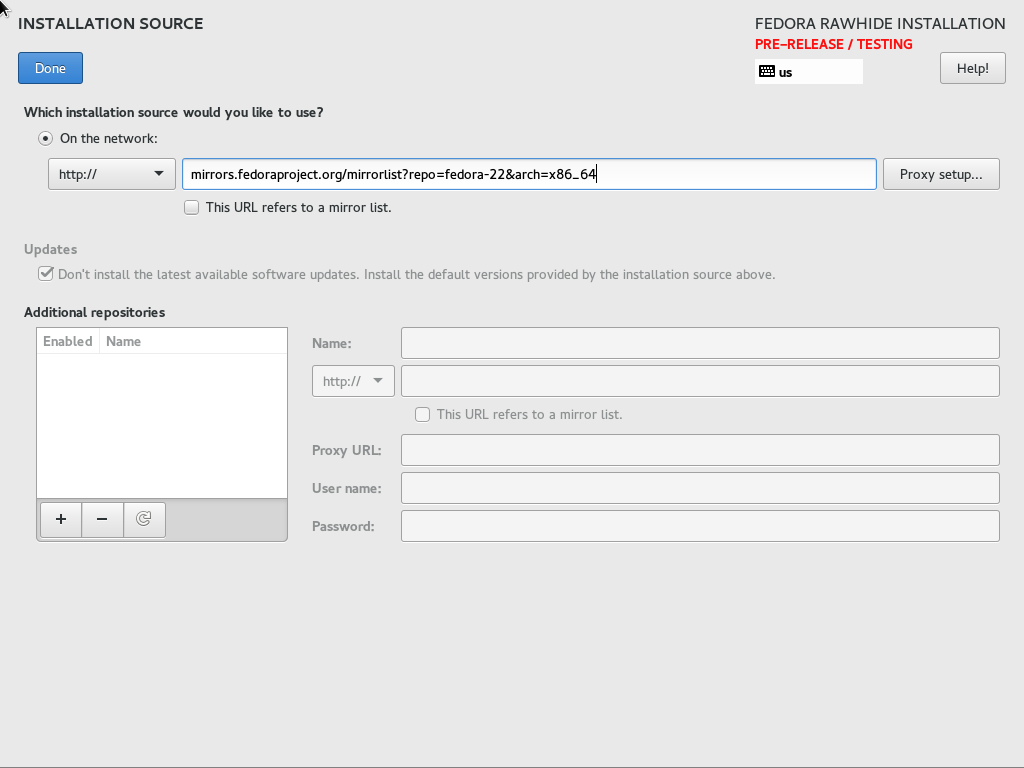 INSTALLATION SOURCE
FEDORA RAWHIDE INSTALLATION
PRE-RELEASE / TESTING
Done
us
Help!
Which installation source would you like to use?
On the network:
http://
mirrors.fedoraproject.org/mirrorlist?repo=fedora-22&arch=x86_64
Proxy setup...
This URL refers to a mirror list.
Updates
Don't install the latest available software updates. Install the default versions provided by the installation source above.
Additional repositories
Enabled Name
Name:
http://
This URL refers to a mirror list.
Proxy URL:
User name:
Password: